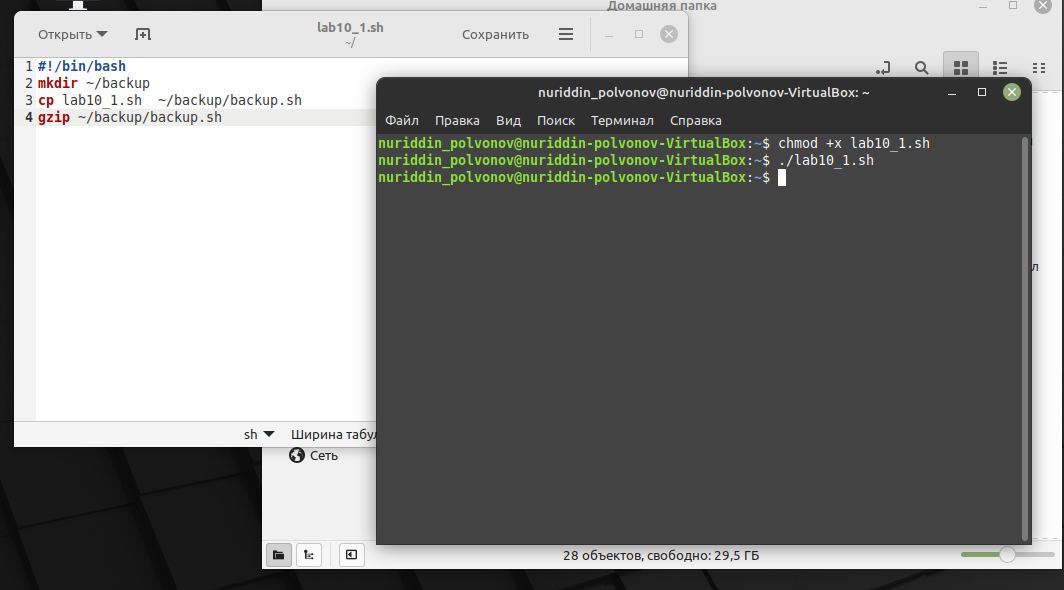 Домашняя папка
Открыть
lab10_1.sh
~/
Сохранить
1 #!/bin/bash
2 mkdir ~/backup
3 cp lab10_1.sh  ~/backup/backup.sh
4 gzip ~/backup/backup.sh
sh
Ширина табул
nuriddin_polvonov@nuriddin-polvonov-VirtualBox: ~
Файл Правка Вид Поиск Терминал Справка
nuriddin_polvonov@nuriddin-polvonov-VirtualBox:~$ chmod +x lab10_1.sh
nuriddin_polvonov@nuriddin-polvonov-VirtualBox:~$ ./lab10_1.sh
nuriddin_polvonov@nuriddin-polvonov-VirtualBox:~$
л
Сеть
28 объектов, свободно: 29,5 ГБ